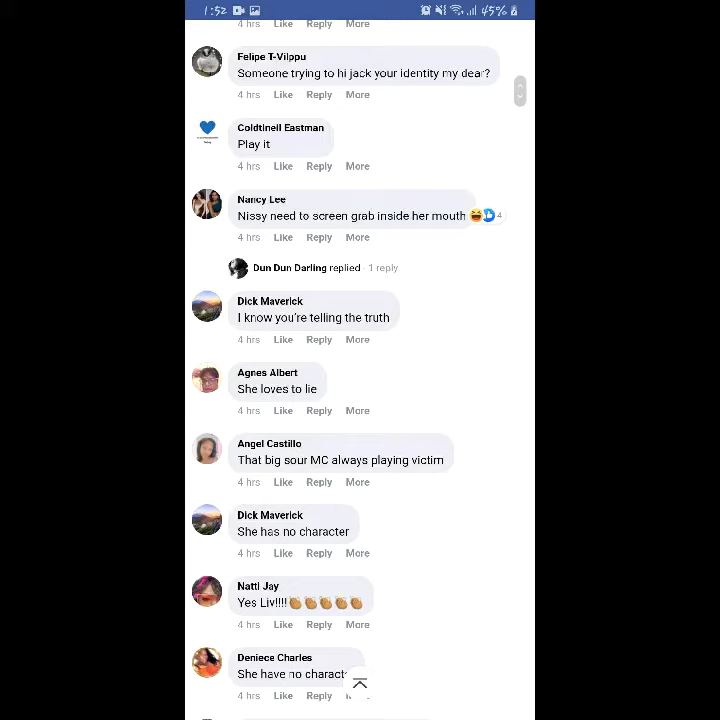 1:52 45%
4 hrs Like Reply More
Felipe T-Vilppu
Someone trying to hi jack your identity my dear?
4 hrs Like Reply More
Coldtinell Eastman
Play it
4 hrs Like Reply More
Nancy Lee
Nissy need to screen grab inside her mouth 😆 4
4 hrs Like Reply More
Dun Dun Darling replied · 1 reply
Dick Maverick
I know you're telling the truth
4 hrs Like Reply More
Agnes Albert
She loves to lie
4 hrs Like Reply More
Angel Castillo
That big sour MC always playing victim
4 hrs Like Reply More
Dick Maverick
She has no character
4 hrs Like Reply More
Natti Jay
Yes Liv!!!!👏🏽👏🏽👏🏽👏🏽👏🏽
4 hrs Like Reply More
Deniece Charles
She have no charact
4 hrs Like Reply